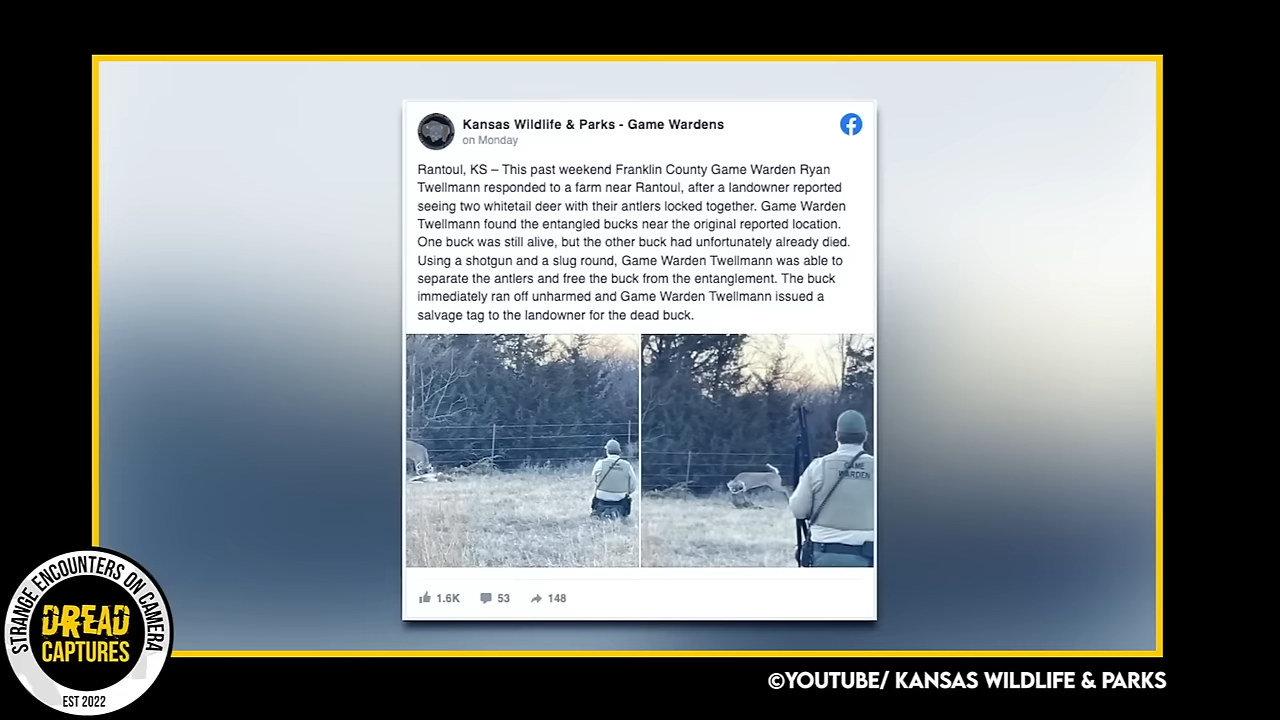 Kansas Wildlife & Parks - Game Wardens
on Monday
Rantoul, KS – This past weekend Franklin County Game Warden Ryan
Twellmann responded to a farm near Rantoul, after a landowner reported
seeing two whitetail deer with their antlers locked together. Game Warden
Twellmann found the entangled bucks near the original reported location.
One buck was still alive, but the other buck had unfortunately already died.
Using a shotgun and a slug round, Game Warden Twellmann was able to
separate the antlers and free the buck from the entanglement. The buck
immediately ran off unharmed and Game Warden Twellmann issued a
salvage tag to the landowner for the dead buck.
GAME
WARDEN
1.6K 53 148
STRANGE ENCOUNTERS ON CAMERA
DREAD
CAPTURES
EST 2022
©YOUTUBE/ KANSAS WILDLIFE & PARKS